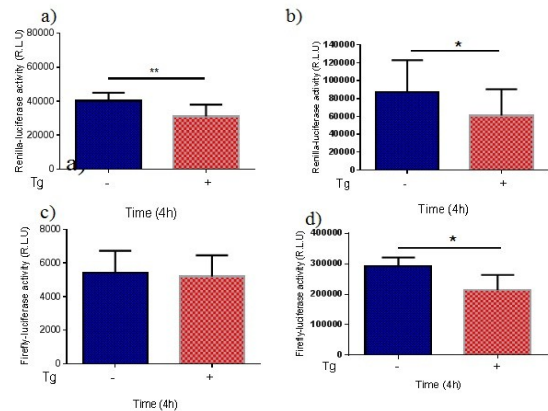 a)
Renilla-luciferase activity (R.L.U)
80000
60000
40000
20000
0
**
a)
Tg - +
Time (4h)
b)
Renilla-luciferase activity (R.L.U)
140000
120000
100000
80000
60000
40000
20000
0
*
Tg - +
Time (4h)
c)
Firefly-luciferase activity (R.L.U)
8000
6000
4000
2000
0
Tg - +
Time (4h)
d)
Firefly-luciferase activity (R.L.U)
400000
300000
200000
100000
0
*
Tg - +
Time (4h)